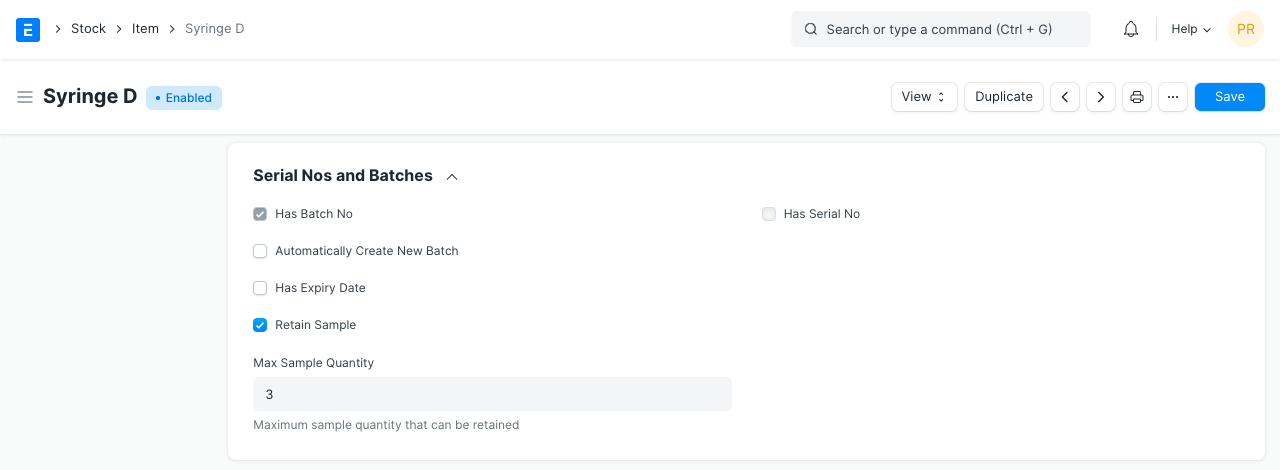 E Stock Item Syringe D Search or type a command (Ctrl + G) Help PR
Syringe D • Enabled View Duplicate ... Save
Serial Nos and Batches
Has Batch No Has Serial No
Automatically Create New Batch
Has Expiry Date
Retain Sample
Max Sample Quantity
3
Maximum sample quantity that can be retained